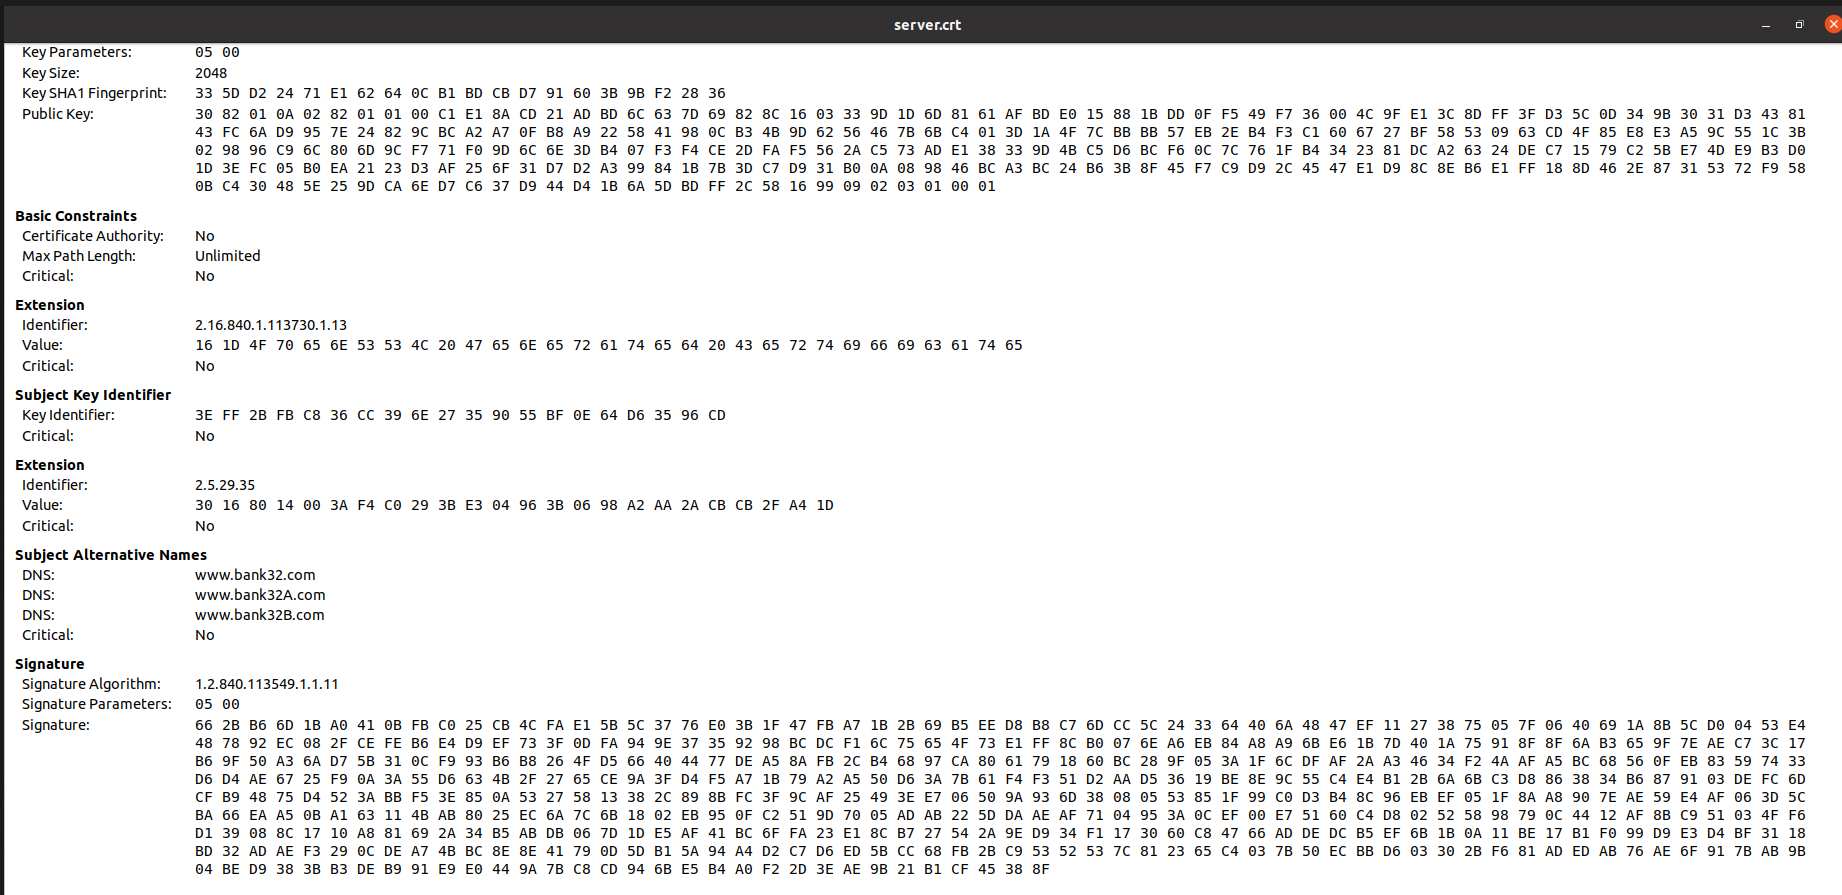 server.crt
Key Parameters: 05 00
Key Size: 2048
Key SHA1 Fingerprint: 33 5D D2 24 71 E1 62 64 0C B1 BD CB D7 91 60 3B 9B F2 28 36
Public Key: 30 82 01 0A 02 82 01 01 00 C1 E1 8A CD 21 AD BD 6C 63 7D 69 82 8C 16 03 33 9D 1D 6D 81 61 AF BD E0 15 88 1B DD 0F F5 49 F7 36 00 4C 9F E1 3C 8D FF 3F D3 5C 0D 34 9B 30 31 D3 43 81
43 FC 6A D9 95 7E 24 82 9C BC A2 A7 0F B8 A9 22 58 41 98 0C B3 4B 9D 62 56 46 7B 6B C4 01 3D 1A 4F 7C BB BB 57 EB 2E B4 F3 C1 60 67 27 BF 58 53 09 63 CD 4F 85 E8 E3 A5 9C 55 1C 3B
02 98 96 C9 6C 80 6D 9C F7 71 F0 9D 6C 6E 3D B4 07 F3 F4 CE 2D FA F5 56 2A C5 73 AD E1 38 33 9D 4B C5 D6 BC F6 0C 7C 76 1F B4 34 23 81 DC A2 63 24 DE C7 15 79 C2 5B E7 4D E9 B3 D0
1D 3E FC 05 B0 EA 21 23 D3 AF 25 6F 31 D7 D2 A3 99 84 1B 7B 3D C7 D9 31 B0 0A 08 98 46 BC A3 BC 24 B6 3B 8F 45 F7 C9 D9 2C 45 47 E1 D9 8C 8E B6 E1 FF 18 8D 46 2E 87 31 53 72 F9 58
0B C4 30 48 5E 25 9D CA 6E D7 C6 37 D9 44 D4 1B 6A 5D BD FF 2C 58 16 99 09 02 03 01 00 01
Basic Constraints
Certificate Authority: No
Max Path Length: Unlimited
Critical: No
Extension
Identifier: 2.16.840.1.113730.1.13
Value: 16 1D 4F 70 65 6E 53 53 4C 20 47 65 6E 65 72 61 74 65 64 20 43 65 72 74 69 66 69 63 61 74 65
Critical: No
Subject Key Identifier
Key Identifier: 3E FF 2B FB C8 36 CC 39 6E 27 35 90 55 BF 0E 64 D6 35 96 CD
Critical: No
Extension
Identifier: 2.5.29.35
Value: 30 16 80 14 00 3A F4 C0 29 3B E3 04 96 3B 06 98 A2 AA 2A CB CB 2F A4 1D
Critical: No
Subject Alternative Names
DNS: www.bank32.com
DNS: www.bank32A.com
DNS: www.bank32B.com
Critical: No
Signature
Signature Algorithm: 1.2.840.113549.1.1.11
Signature Parameters: 05 00
Signature: 66 2B B6 6D 1B A0 41 0B FB C0 25 CB 4C FA E1 5B 5C 37 76 E0 3B 1F 47 FB A7 1B 2B 69 B5 EE D8 B8 C7 6D CC 5C 24 33 64 40 6A 48 47 EF 11 27 38 75 05 7F 06 40 69 1A 8B 5C D0 04 53 E4
48 78 92 EC 08 2F CE FE B6 E4 D9 EF 73 3F 0D FA 94 9E 37 35 92 98 BC DC F1 6C 75 65 4F 73 E1 FF 8C B0 07 6E A6 EB 84 A8 A9 6B E6 1B 7D 40 1A 75 91 8F 8F 6A B3 65 9F 7E AE C7 3C 17
B6 9F 50 A3 6A D7 5B 31 0C F9 93 B6 B8 26 4F D5 66 40 44 77 DE A5 8A FB 2C B4 68 97 CA 80 61 79 18 60 BC 28 9F 05 3A 1F 6C DF AF 2A A3 46 34 F2 4A AF A5 BC 68 56 0F EB 83 59 74 33
D6 D4 AE 67 25 F9 0A 3A 55 D6 63 4B 2F 27 65 CE 9A 3F D4 F5 A7 1B 79 A2 A5 50 D6 3A 7B 61 F4 F3 51 D2 AA D5 36 19 BE 8E 9C 55 C4 E4 B1 2B 6A 6B C3 D8 86 38 34 B6 87 91 03 DE FC 6D
CF B9 48 75 D4 52 3A BB F5 3E 85 0A 53 27 58 13 38 2C 89 8B FC 3F 9C AF 25 49 3E E7 06 50 9A 93 6D 38 08 05 53 85 1F 99 C0 D3 B4 8C 96 EB EF 05 1F 8A A8 90 7E AE 59 E4 AF 06 3D 5C
BA 66 EA A5 0B A1 63 11 4B AB 80 25 EC 6A 7C 6B 18 02 EB 95 0F C2 51 9D 70 05 AD AB 22 5D DA AE AF 71 04 95 3A 0C EF 00 E7 51 60 C4 D8 02 52 58 98 79 0C 44 12 AF 8B C9 51 03 4F F6
D1 39 08 8C 17 10 A8 81 69 2A 34 B5 AB DB 06 7D 1D E5 AF 41 BC 6F FA 23 E1 8C B7 27 54 2A 9E D9 34 F1 17 30 60 C8 47 66 AD DE DC B5 EF 6B 1B 0A 11 BE 17 B1 F0 99 D9 E3 D4 BF 31 18
BD 32 AD AE F3 29 0C DE A7 4B BC 8E 8E 41 79 0D 5D B1 5A 94 A4 D2 C7 D6 ED 5B CC 68 FB 2B C9 53 52 53 7C 81 23 65 C4 03 7B 50 EC BB D6 03 30 2B F6 81 AD ED AB 76 AE 6F 91 7B AB 9B
04 BE D9 38 3B B3 DE B9 91 E9 E0 44 9A 7B C8 CD 94 6B E5 B4 A0 F2 2D 3E AE 9B 21 B1 CF 45 38 8F